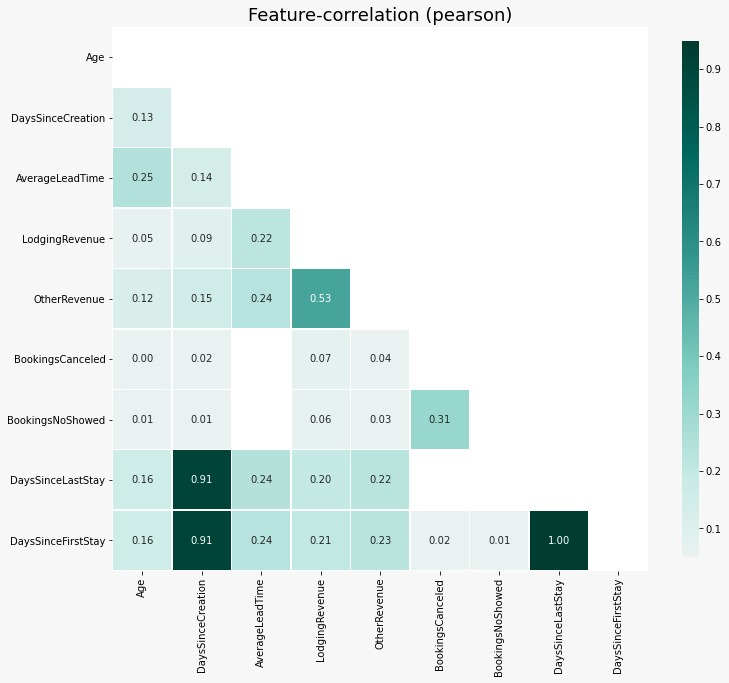 Feature-correlation (pearson)
Age
DaysSinceCreation 0.13
AverageLeadTime 0.25 0.14
LodgingRevenue 0.05 0.09 0.22
OtherRevenue 0.12 0.15 0.24 0.53
BookingsCanceled 0.00 0.02 0.07 0.04
BookingsNoShowed 0.01 0.01 0.06 0.03 0.31
DaysSinceLastStay 0.16 0.91 0.24 0.20 0.22
DaysSinceFirstStay 0.16 0.91 0.24 0.21 0.23 0.02 0.01 1.00
Age
DaysSinceCreation
AverageLeadTime
LodgingRevenue
OtherRevenue
BookingsCanceled
BookingsNoShowed
DaysSinceLastStay
DaysSinceFirstStay
0.9
0.8
0.7
0.6
0.5
0.4
0.3
0.2
0.1